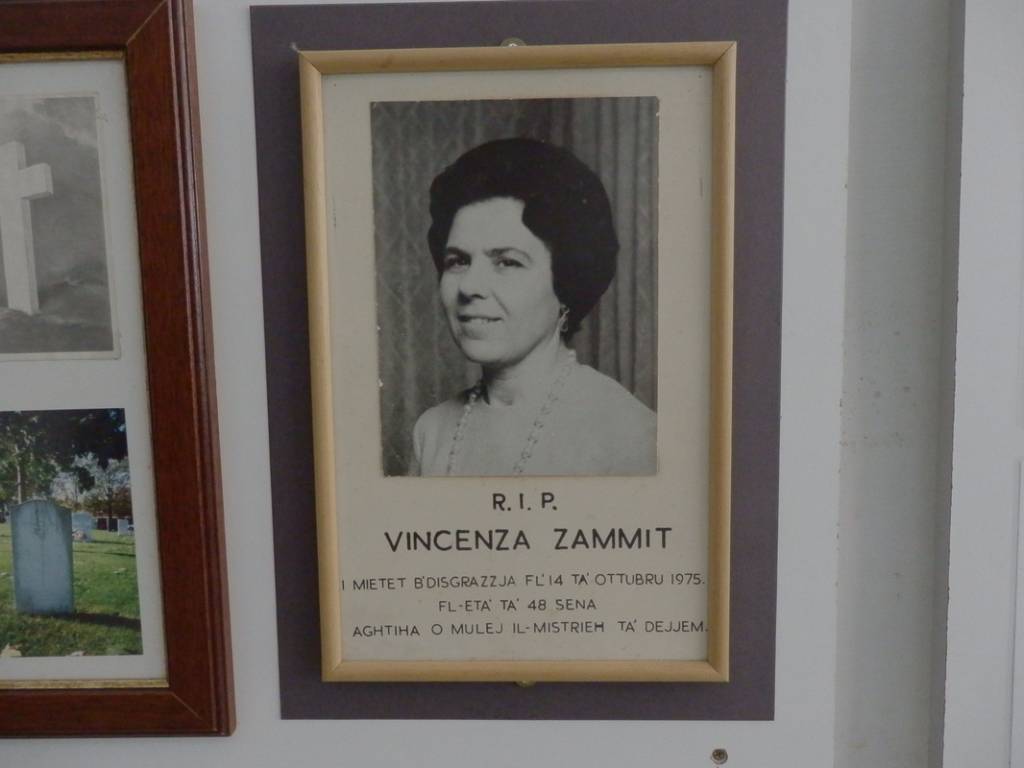 R. I. P.
VINCENZA ZAMMIT
I MIETET B'DISGRAZZJA FL'14 TA' OTTUBRU 1975.
FL-ETA' TA' 48 SENA
AGHTIHA O MULEJ IL-MISTRIEH TA' DEJJEM.